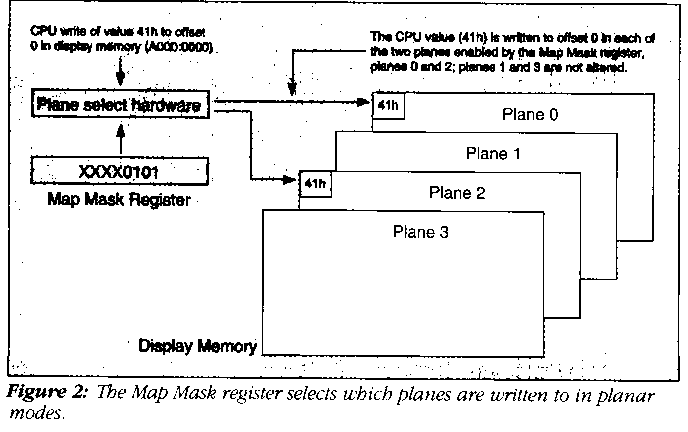 CPU write of value 41h to offset
0 in display memory (A000:0000)
The CPU value (41h) is written to offset 0 in each of
the two planes enabled by the Map Mask register,
planes 0 and 2; planes 1 and 3 are not altered.
Plane select hardware
41h
Plane 0
Plane 1
XXXX0101
Map Mask Register
41h
Plane 2
Plane 3
Display Memory
Figure 2: The Map Mask register selects which planes are written to in planar
modes.